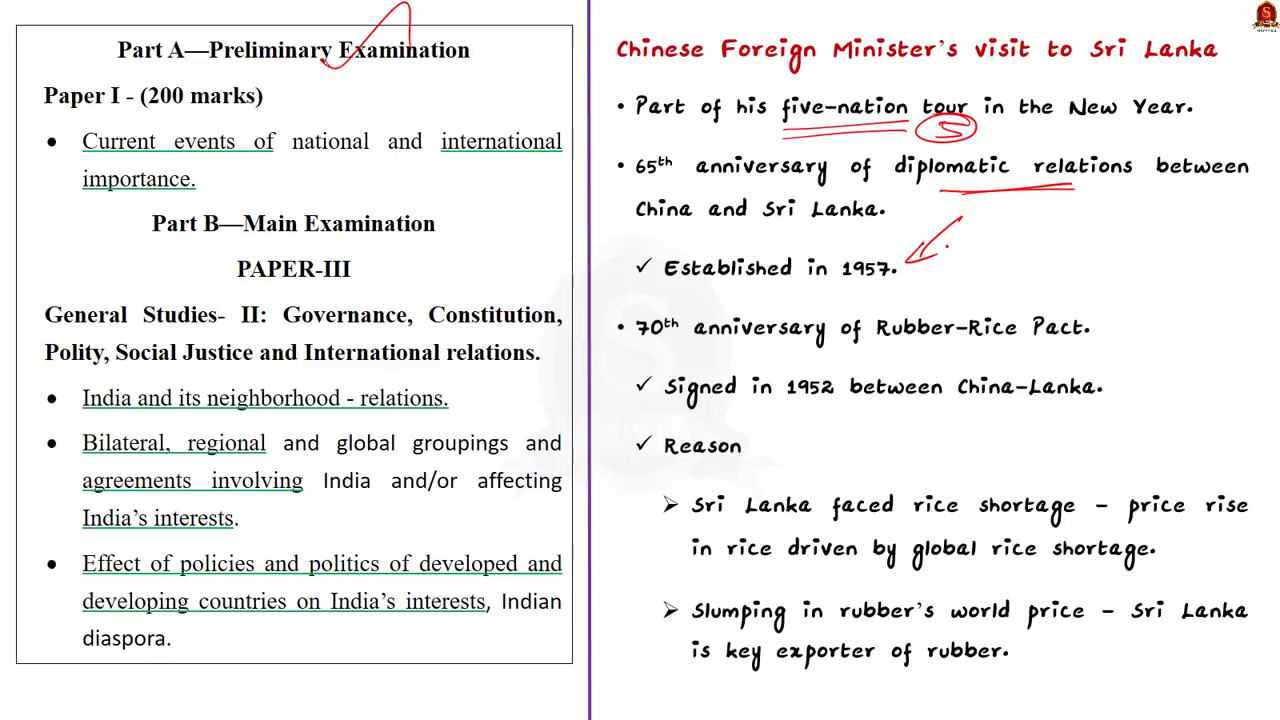 Part A—Preliminary Examination
Paper I - (200 marks)
• Current events of national and international
importance.
Part B—Main Examination
PAPER-III
General Studies- II: Governance, Constitution,
Polity, Social Justice and International relations.
• India and its neighborhood - relations.
• Bilateral, regional and global groupings and
agreements involving India and/or affecting
India's interests.
• Effect of policies and politics of developed and
developing countries on India's interests, Indian
diaspora.
Chinese Foreign Minister's visit to Sri Lanka
• Part of his five-nation tour in the New Year.
5
• 65th anniversary of diplomatic relations between
China and Sri Lanka.
✓ Established in 1957.
• 70th anniversary of Rubber-Rice Pact.
✓ Signed in 1952 between China-Lanka.
✓ Reason
➢ Sri Lanka faced rice shortage – price rise
in rice driven by global rice shortage.
➢ Slumping in rubber's world price – Sri Lanka
is key exporter of rubber.